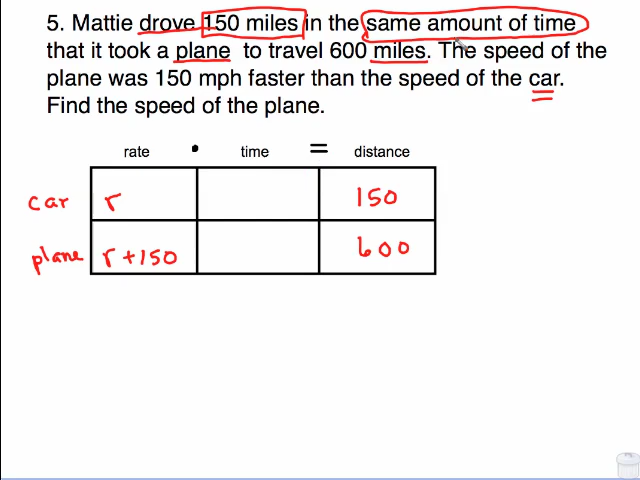 5. Mattie drove 150 miles in the same amount of time
that it took a plane to travel 600 miles. The speed of the
plane was 150 mph faster than the speed of the car.
Find the speed of the plane.
rate • time = distance
car r 150
plane r + 150 600